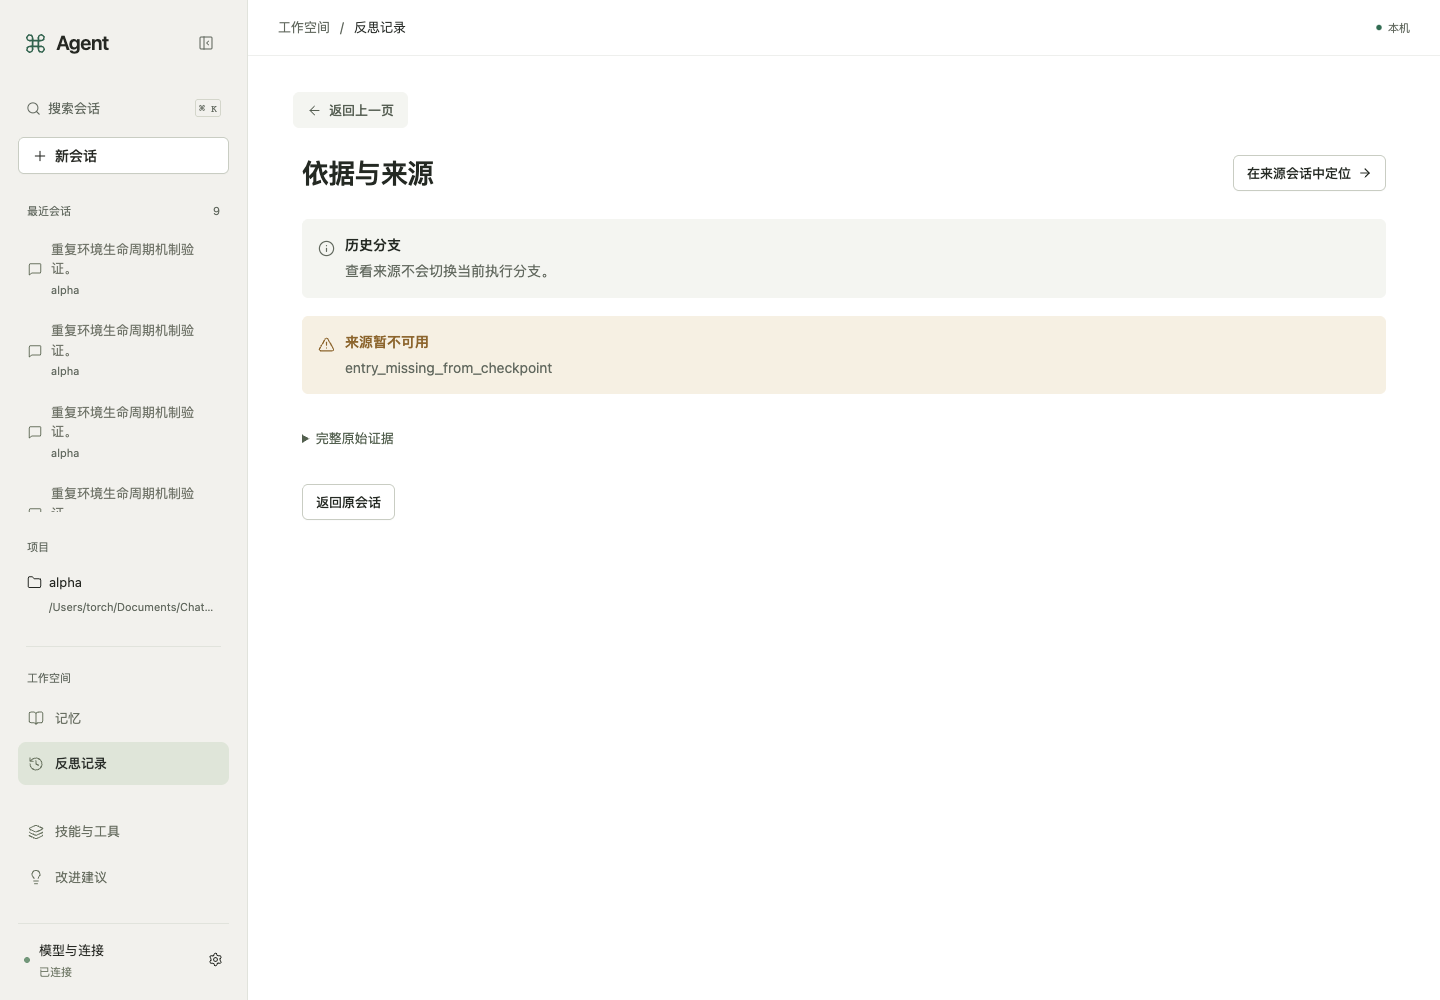 Agent
搜索会话
⌘ K
新会话
最近会话
9
重复环境生命周期机制验
证。
alpha
重复环境生命周期机制验
证。
alpha
重复环境生命周期机制验
证。
alpha
重复环境生命周期机制验
项目
alpha
/Users/torch/Documents/Chat...
工作空间
记忆
反思记录
技能与工具
改进建议
模型与连接
已连接
工作空间 / 反思记录
本机
返回上一页
依据与来源
在来源会话中定位
历史分支
查看来源不会切换当前执行分支。
来源暂不可用
entry_missing_from_checkpoint
完整原始证据
返回原会话